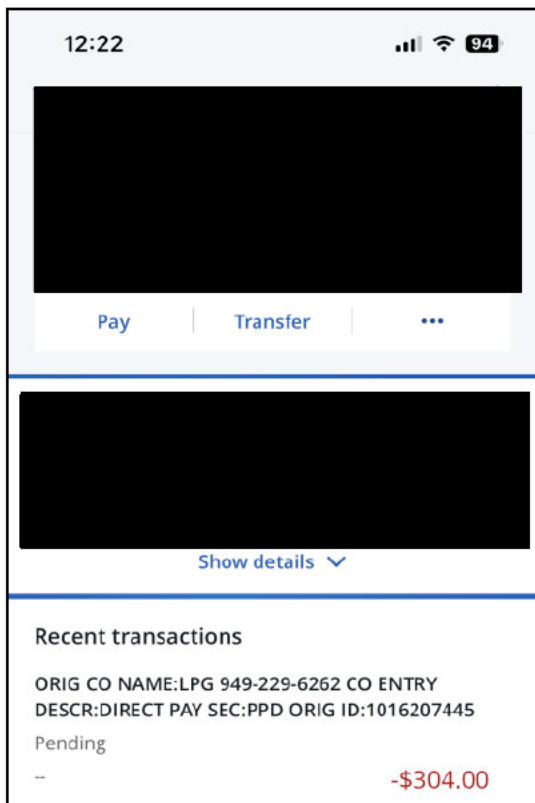 12:22
94
Pay
Transfer
•••
Show details
Recent transactions
ORIG CO NAME:LPG 949-229-6262 CO ENTRY
DESCR:DIRECT PAY SEC:PPD ORIG ID:1016207445
Pending
--
-$304.00